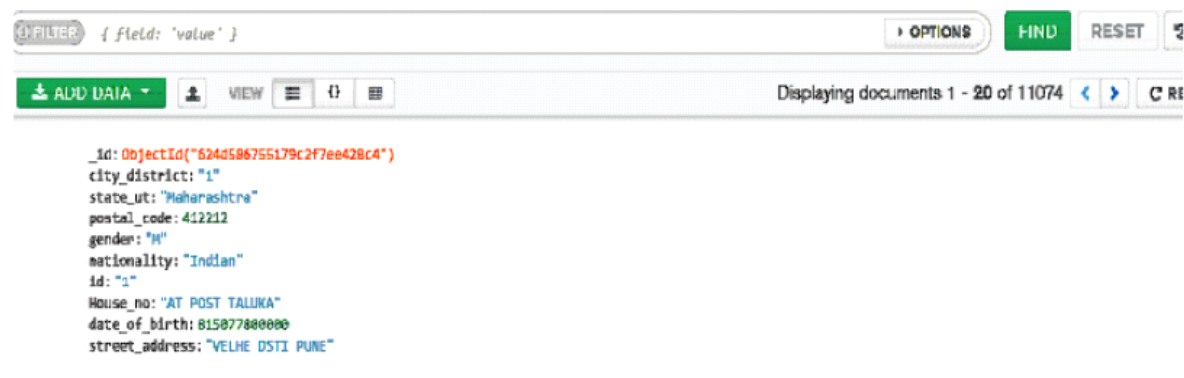 FILTER { field: 'value' } OPTIONS FIND RESET
ADD DATA VIEW {} Displaying documents 1 - 20 of 11074 RE
_id: ObjectId("624d586755179c2f7ee428c4")
city_district: "1"
state_ut: "Maharashtra"
postal_code: 412212
gender: "M"
nationality: "Indian"
id: "1"
House_no: "AT POST TALUKA"
date_of_birth: 815077800000
street_address: "VELHE DSTI PUNE"